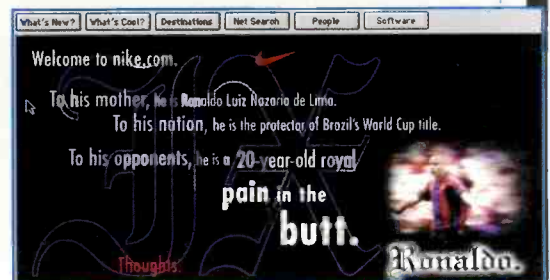 What's New? What's Cool? Destinations Net Search People Software
Welcome to nike.com.
To his mother, he is Ronaldo Luiz Nazario de Lima.
To his nation, he is the protector of Brazil's World Cup title.
To his opponents, he is a 20-year-old royal
pain in the
butt.
Thoughts.
Ronaldo.